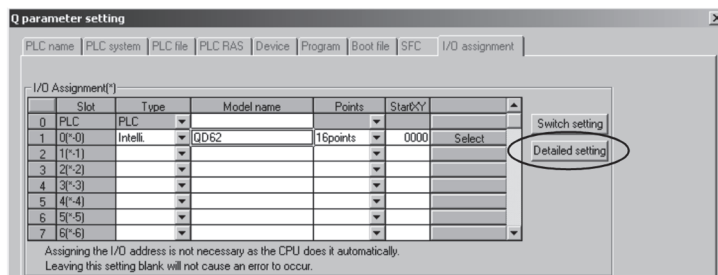 Q parameter setting
PLC name PLC system PLC file PLC RAS Device Program Boot file SFC I/O assignment
I/O Assignment(*)
Slot Type Model name Points StartXY
0 PLC PLC
1 0(*-0) Intelli. QD62 16points 0000 Select
2 1(*-1)
3 2(*-2)
4 3(*-3)
5 4(*-4)
6 5(*-5)
7 6(*-6)
Switch setting
Detailed setting
Assigning the I/O address is not necessary as the CPU does it automatically.
Leaving this setting blank will not cause an error to occur.